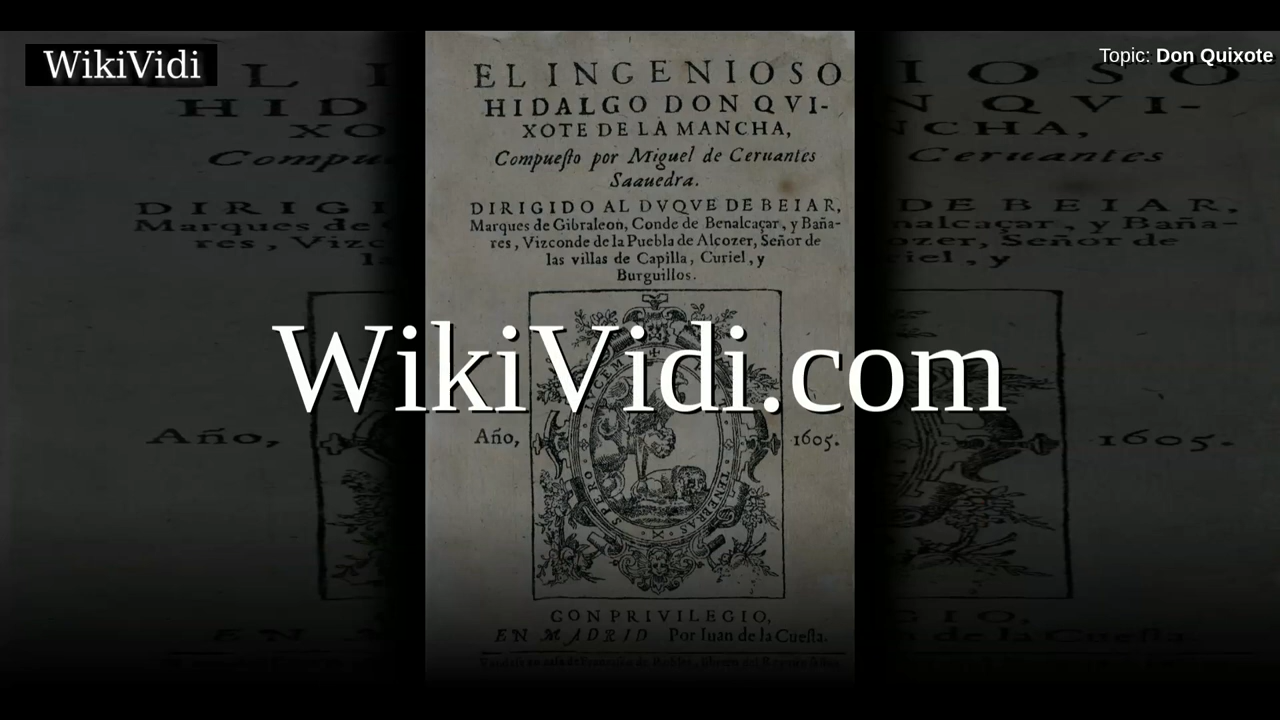 WikiVidi
Topic: Don Quixote
EL INGENIOSO
HIDALGO DON QVI-
XOTE DE LA MANCHA,
Compuesto por Miguel de Ceruantes
Saauedra.
DIRIGIDO AL DVQVE DE BEIAR,
Marques de Gibraleon, Conde de Benalcaçar, y Baña-
res, Vizconde de la Puebla de Alcozer, Señor de
las villas de Capilla, Curiel, y
Burguillos.
WikiVidi.com
Año,
1605.
SPERO
TENEBRAS
CON PRIVILEGIO,
EN MADRID Por Iuan de la Cuesta.